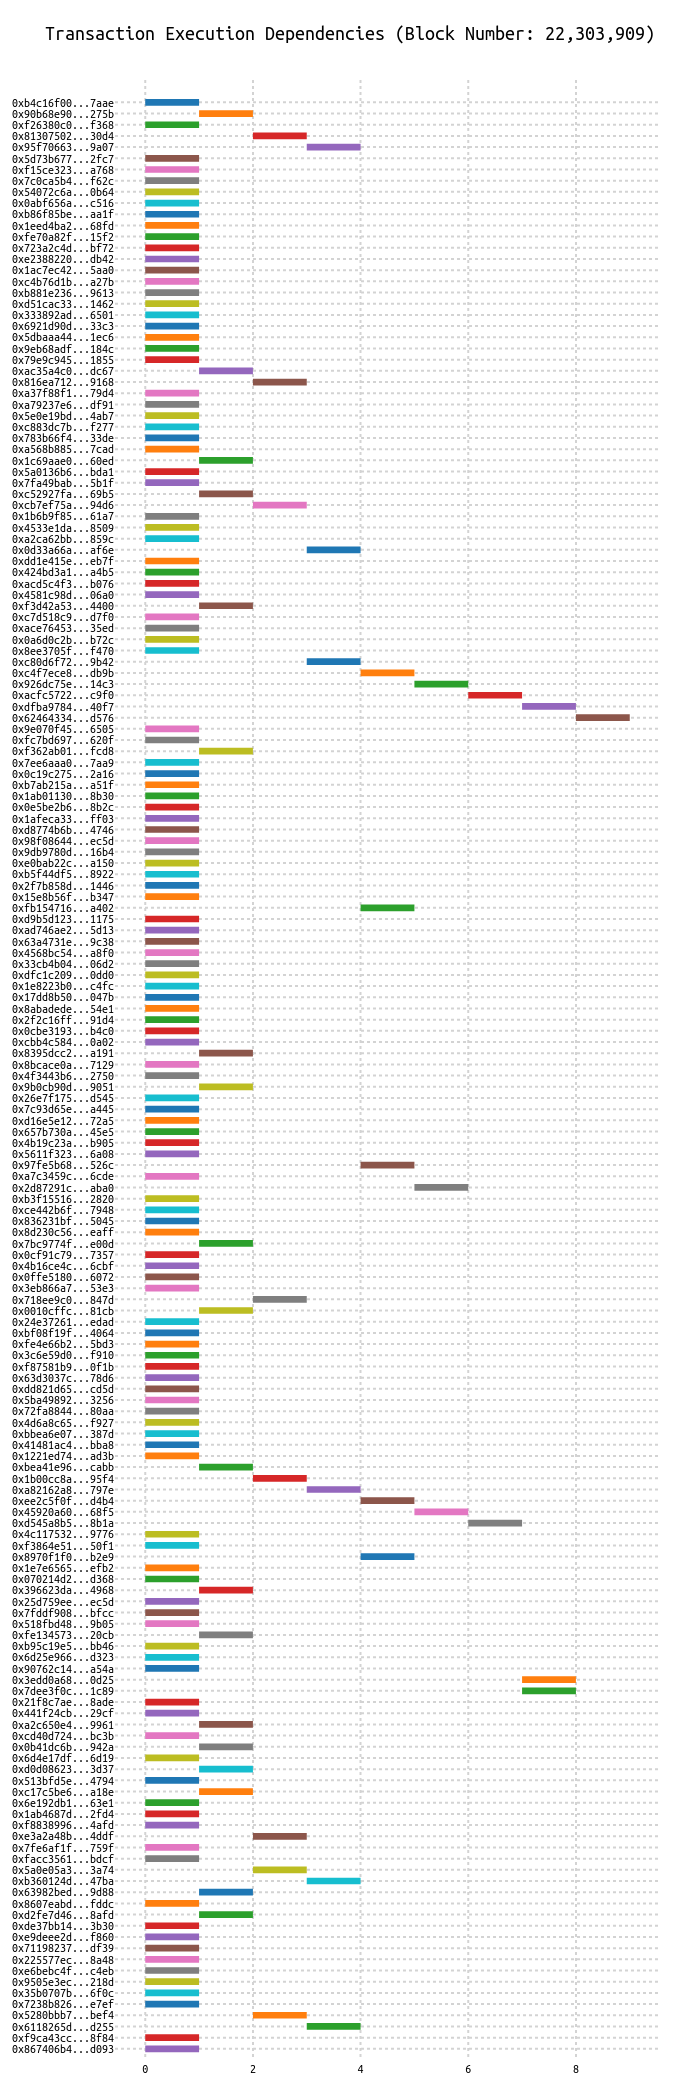 Transaction Execution Dependencies (Block Number: 22,303,909)
0xb4c16f00...7aae
0x90b68e90...275b
0xf26380c0...f368
0x81307502...30d4
0x95f70663...9a07
0x5d73b677...2fc7
0xf15ce323...a768
0x7c0ca5b4...f62c
0x54072c6a...0b64
0x0abf656a...c516
0xb86f85be...aa1f
0x1eed4ba2...68fd
0xfe70a82f...15f2
0x723a2c4d...bf72
0xe2388220...db42
0x1ac7ec42...5aa0
0xc4b76d1b...a27b
0xb881e236...9613
0xd51cac33...1462
0x333892ad...6501
0x6921d90d...33c3
0x5dbaaa44...1ec6
0x9eb68adf...184c
0x79e9c945...1855
0xac35a4c0...dc67
0x816ea712...9168
0xa37f88f1...79d4
0xa79237e6...df91
0x5e0e19bd...4ab7
0xc883dc7b...f277
0x783b66f4...33de
0xa568b885...7cad
0x1c69aae0...60ed
0x5a0136b6...bda1
0x7fa49bab...5b1f
0xc52927fa...69b5
0xcb7ef75a...94d6
0x1b6b9f85...61a7
0x4533e1da...8509
0xa2ca62bb...859c
0x0d33a66a...af6e
0xdd1e415e...eb7f
0x424bd3a1...a4b5
0xacd5c4f3...b076
0x4581c98d...06a0
0xf3d42a53...4400
0xc7d518c9...d7f0
0xace76453...35ed
0x0a6d0c2b...b72c
0x8ee3705f...f470
0xc80d6f72...9b42
0xc4f7ece8...db9b
0x926dc75e...14c3
0xacfc5722...c9f0
0xdfba9784...40f7
0x62464334...d576
0x9e070f45...6505
0xfc7bd697...620f
0xf362ab01...fcd8
0x7ee6aaa0...7aa9
0x0c19c275...2a16
0xb7ab215a...a51f
0x1ab01130...8b30
0x0e5be2b6...8b2c
0x1afeca33...ff03
0xd8774b6b...4746
0x98f08644...ec5d
0x9db9780d...16b4
0xe0bab22c...a150
0xb5f44df5...8922
0x2f7b858d...1446
0x15e8b56f...b347
0xfb154716...a402
0xd9b5d123...1175
0xad746ae2...5d13
0x63a4731e...9c38
0x4568bc54...a8f0
0x33cb4b04...06d2
0xdfc1c209...0dd0
0x1e8223b0...c4fc
0x17dd8b50...047b
0x8abadede...54e1
0x2f2c16ff...91d4
0x0cbe3193...b4c0
0xcbb4c584...0a02
0x8395dcc2...a191
0x8bcace0a...7129
0x4f3443b6...2750
0x9b0cb90d...9051
0x26e7f175...d545
0x7c93d65e...a445
0xd16e5e12...72a5
0x657b730a...45e5
0x4b19c23a...b905
0x5611f323...6a08
0x97fe5b68...526c
0xa7c3459c...6cde
0x2d87291c...aba0
0xb3f15516...2820
0xce442b6f...7948
0x836231bf...5045
0x8d230c56...eaff
0x7bc9774f...e00d
0x0cf91c79...7357
0x4b16ce4c...6cbf
0x0ffe5180...6072
0x3eb866a7...53e3
0x718ee9c0...847d
0x0010cffc...81cb
0x24e37261...edad
0xbf08f19f...4064
0xfe4e66b2...5bd3
0x3c6e59d0...f910
0xf87581b9...0f1b
0x63d3037c...78d6
0xdd821d65...cd5d
0x5ba49892...3256
0x72fa8844...80aa
0x4d6a8c65...f927
0xbbea6e07...387d
0x41481ac4...bba8
0x1221ed74...ad3b
0xbea41e96...cabb
0x1b00cc8a...95f4
0xa82162a8...797e
0xee2c5f0f...d4b4
0x45920a60...68f5
0xd545a8b5...8b1a
0x4c117532...9776
0xf3864e51...50f1
0x8970f1f0...b2e9
0x1e7e6565...efb2
0x070214d2...d368
0x396623da...4968
0x25d759ee...ec5d
0x7fddf908...bfcc
0x518fbd48...9b05
0xfe134573...20cb
0xb95c19e5...bb46
0x6d25e966...d323
0x90762c14...a54a
0x3edd0a68...0d25
0x7dee3f0c...1c89
0x21f8c7ae...8ade
0x441f24cb...29cf
0xa2c650e4...9961
0xcd40d724...bc3b
0x0b41dc6b...942a
0x6d4e17df...6d19
0xd0d08623...3d37
0x513bfd5e...4794
0xc17c5be6...a18e
0x6e192db1...63e1
0x1ab4687d...2fd4
0xf8838996...4afd
0xe3a2a48b...4ddf
0x7fe6af1f...759f
0xfacc3561...bdcf
0x5a0e05a3...3a74
0xb360124d...47ba
0x63982bed...9d88
0x8607eabd...fddc
0xd2fe7d46...8afd
0xde37bb14...3b30
0xe9deee2d...f860
0x71198237...df39
0x225577ec...8a48
0xe6bebc4f...c4eb
0x9505e3ec...218d
0x35b0707b...6f0c
0x7238b826...e7ef
0x5280bbb7...bef4
0x6118265d...d255
0xf9ca43cc...8f84
0x867406b4...d093
0 2 4 6 8